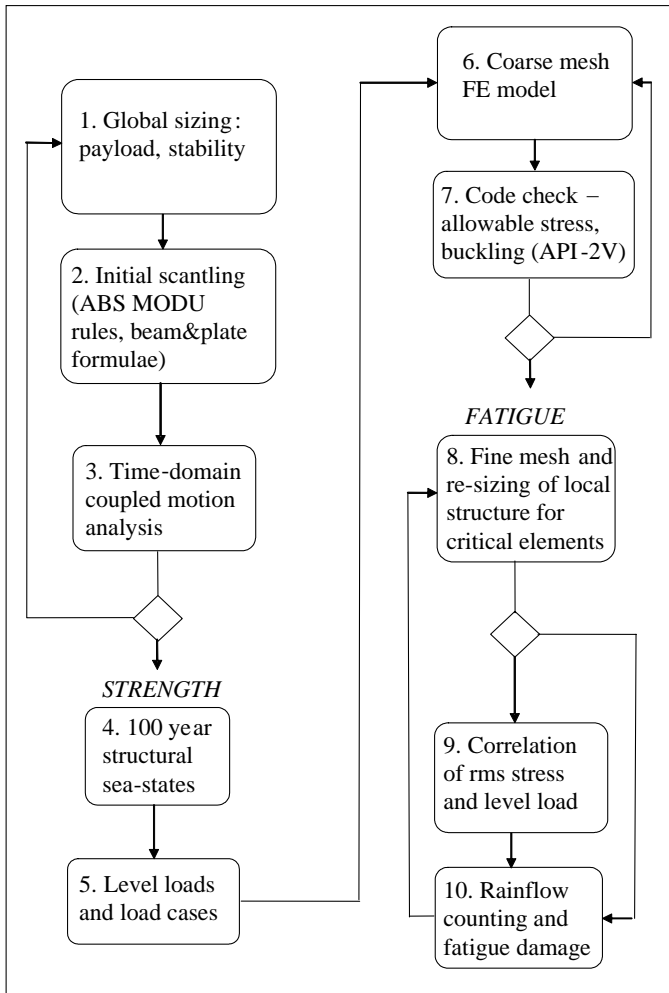 1. Global sizing:
payload, stability
2. Initial scantling
(ABS MODU
rules, beam&plate
formulae)
3. Time-domain
coupled motion
analysis
STRENGTH
4. 100 year
structural
sea-states
5. Level loads
and load cases
6. Coarse mesh
FE model
7. Code check –
allowable stress,
buckling (API-2V)
FATIGUE
8. Fine mesh and
re-sizing of local
structure for
critical elements
9. Correlation
of rms stress
and level load
10. Rainflow
counting and
fatigue damage